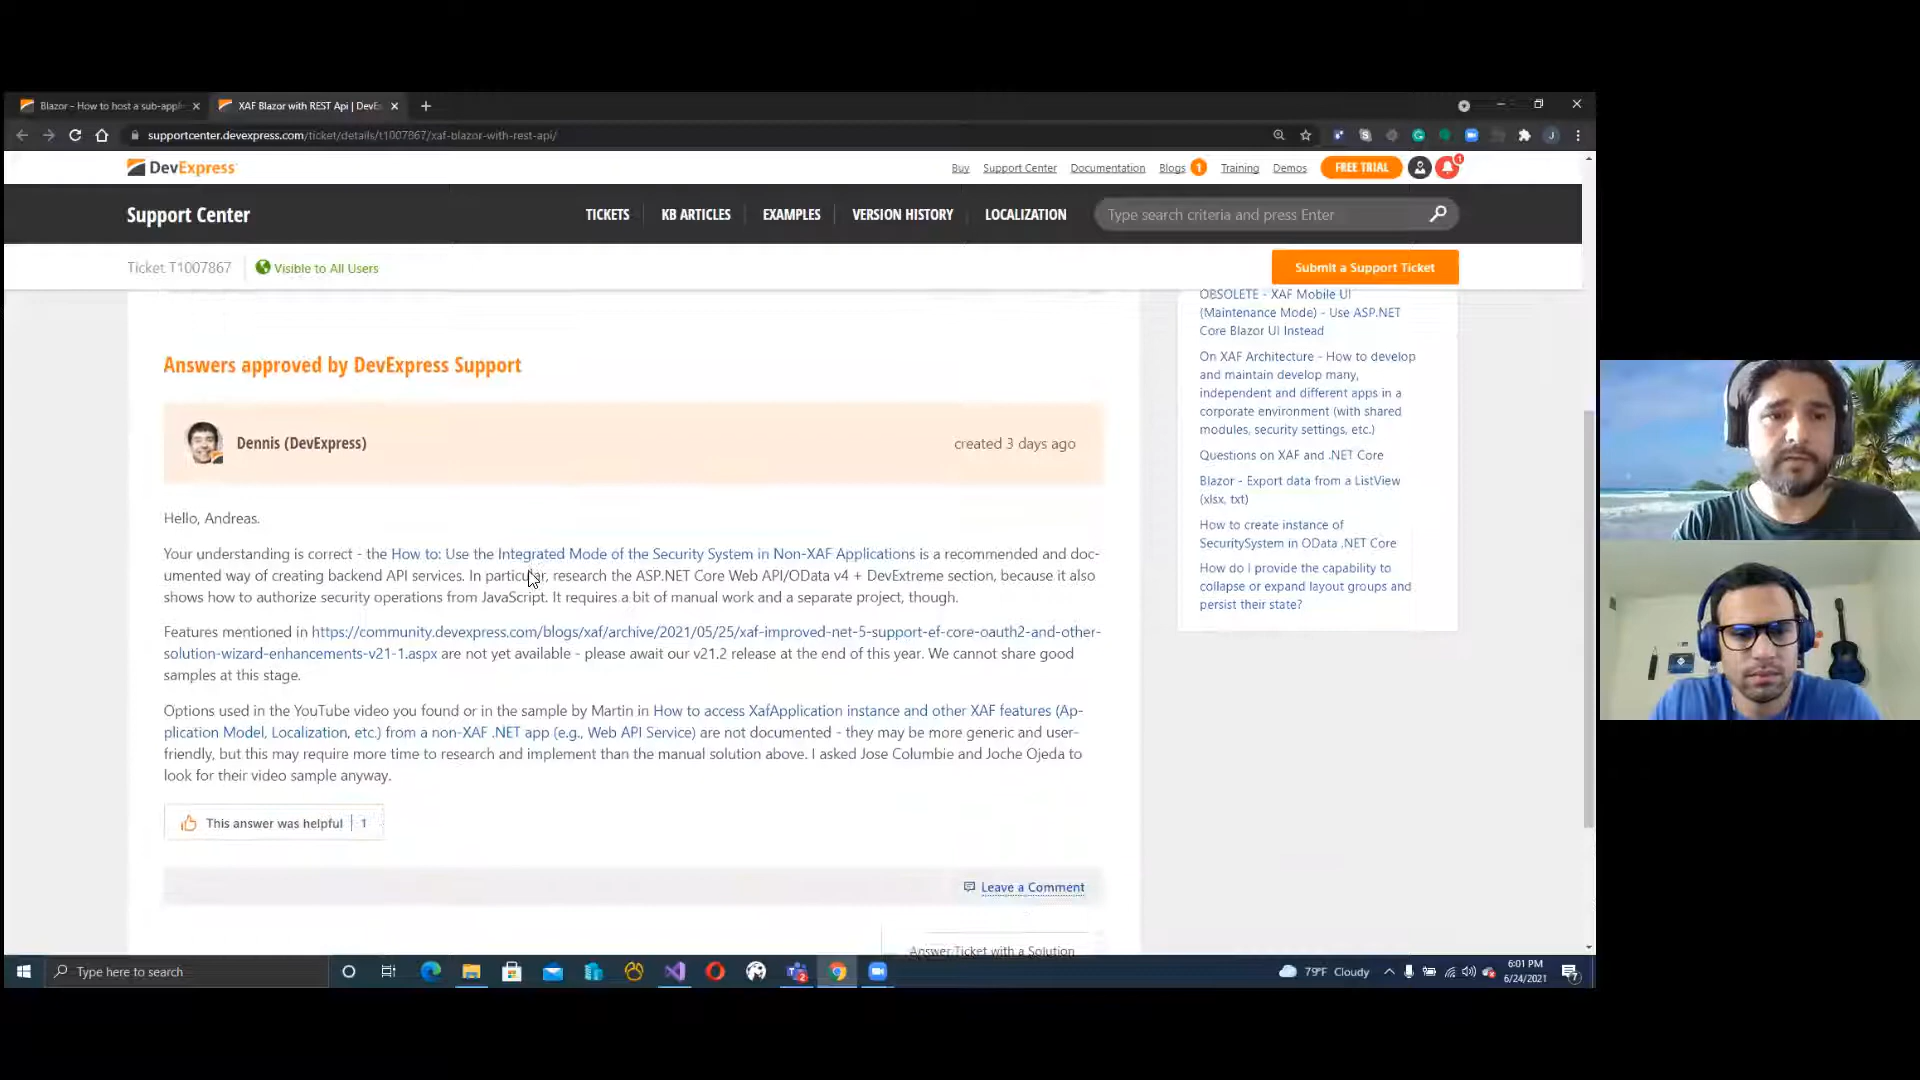 Blazor - How to host a sub-appl
XAF Blazor with REST Api | DevEx
supportcenter.devexpress.com/ticket/details/t1007867/xaf-blazor-with-rest-api/
DevExpress
Buy
Support Center
Documentation
Blogs 1
Training
Demos
FREE TRIAL
1
Support Center
TICKETS
KB ARTICLES
EXAMPLES
VERSION HISTORY
LOCALIZATION
Type search criteria and press Enter
Ticket T1007867
Visible to All Users
Submit a Support Ticket
Answers approved by DevExpress Support
Dennis (DevExpress)
created 3 days ago
Hello, Andreas.
Your understanding is correct - the How to: Use the Integrated Mode of the Security System in Non-XAF Applications is a recommended and doc-
umented way of creating backend API services. In particular, research the ASP.NET Core Web API/OData v4 + DevExtreme section, because it also
shows how to authorize security operations from JavaScript. It requires a bit of manual work and a separate project, though.
Features mentioned in https://community.devexpress.com/blogs/xaf/archive/2021/05/25/xaf-improved-net-5-support-ef-core-oauth2-and-other-
solution-wizard-enhancements-v21-1.aspx are not yet available - please await our v21.2 release at the end of this year. We cannot share good
samples at this stage.
Options used in the YouTube video you found or in the sample by Martin in How to access XafApplication instance and other XAF features (Ap-
plication Model, Localization, etc.) from a non-XAF .NET app (e.g., Web API Service) are not documented - they may be more generic and user-
friendly, but this may require more time to research and implement than the manual solution above. I asked Jose Columbie and Joche Ojeda to
look for their video sample anyway.
This answer was helpful | 1
Leave a Comment
Answer Ticket with a Solution
OBSOLETE - XAF Mobile UI
(Maintenance Mode) - Use ASP.NET
Core Blazor UI Instead
On XAF Architecture - How to develop
and maintain develop many,
independent and different apps in a
corporate environment (with shared
modules, security settings, etc.)
Questions on XAF and .NET Core
Blazor - Export data from a ListView
(xlsx, txt)
How to create instance of
SecuritySystem in OData .NET Core
How do I provide the capability to
collapse or expand layout groups and
persist their state?
Type here to search
79°F Cloudy
6:01 PM
6/24/2021